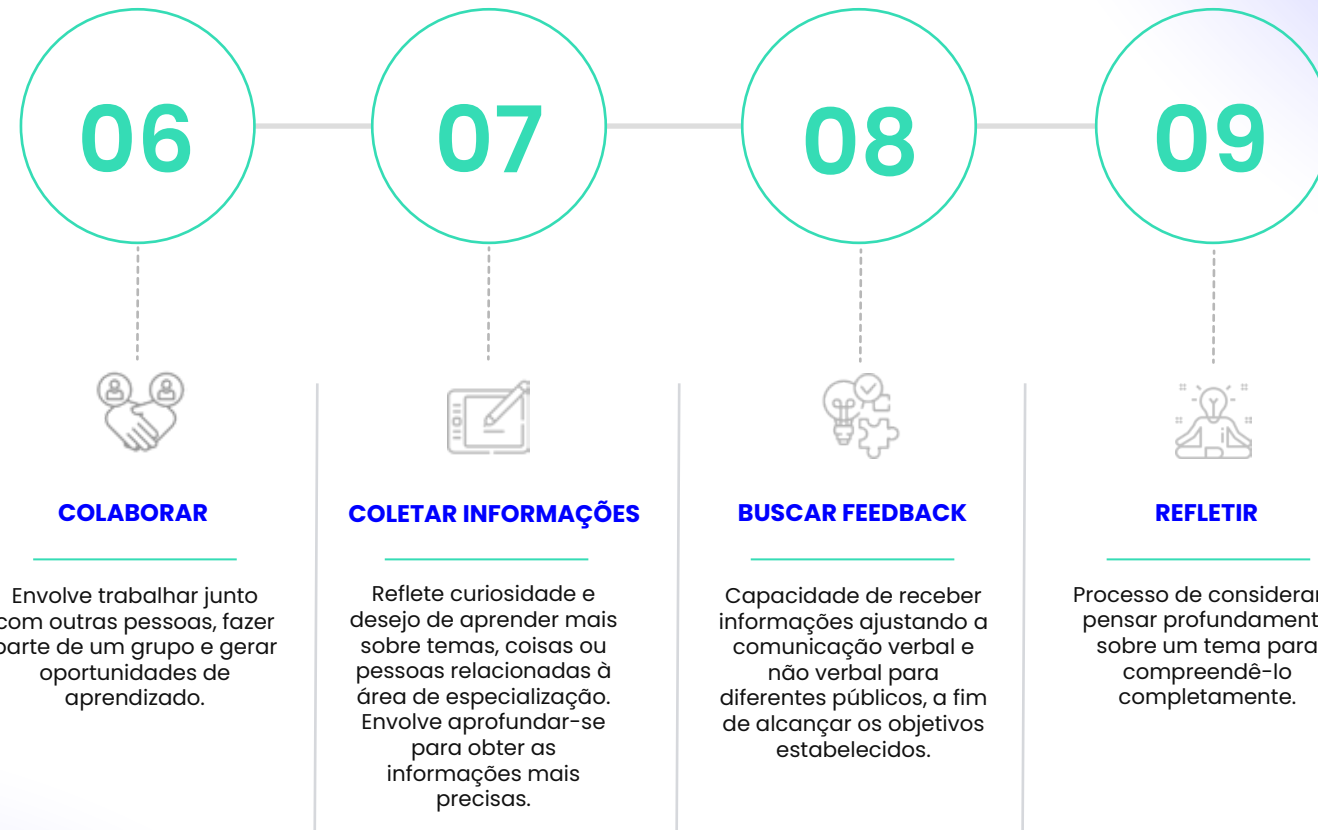 06
07
08
09
COLABORAR
Envolve trabalhar junto
com outras pessoas, fazer
parte de um grupo e gerar
oportunidades de
aprendizado.
COLETAR INFORMAÇÕES
Reflete curiosidade e
desejo de aprender mais
sobre temas, coisas ou
pessoas relacionadas à
área de especialização.
Envolve aprofundar-se
para obter as
informações mais
precisas.
BUSCAR FEEDBACK
Capacidade de receber
informações ajustando a
comunicação verbal e
não verbal para
diferentes públicos, a fim
de alcançar os objetivos
estabelecidos.
REFLETIR
Processo de considerar
pensar profundament
sobre um tema para
compreendê-lo
completamente.